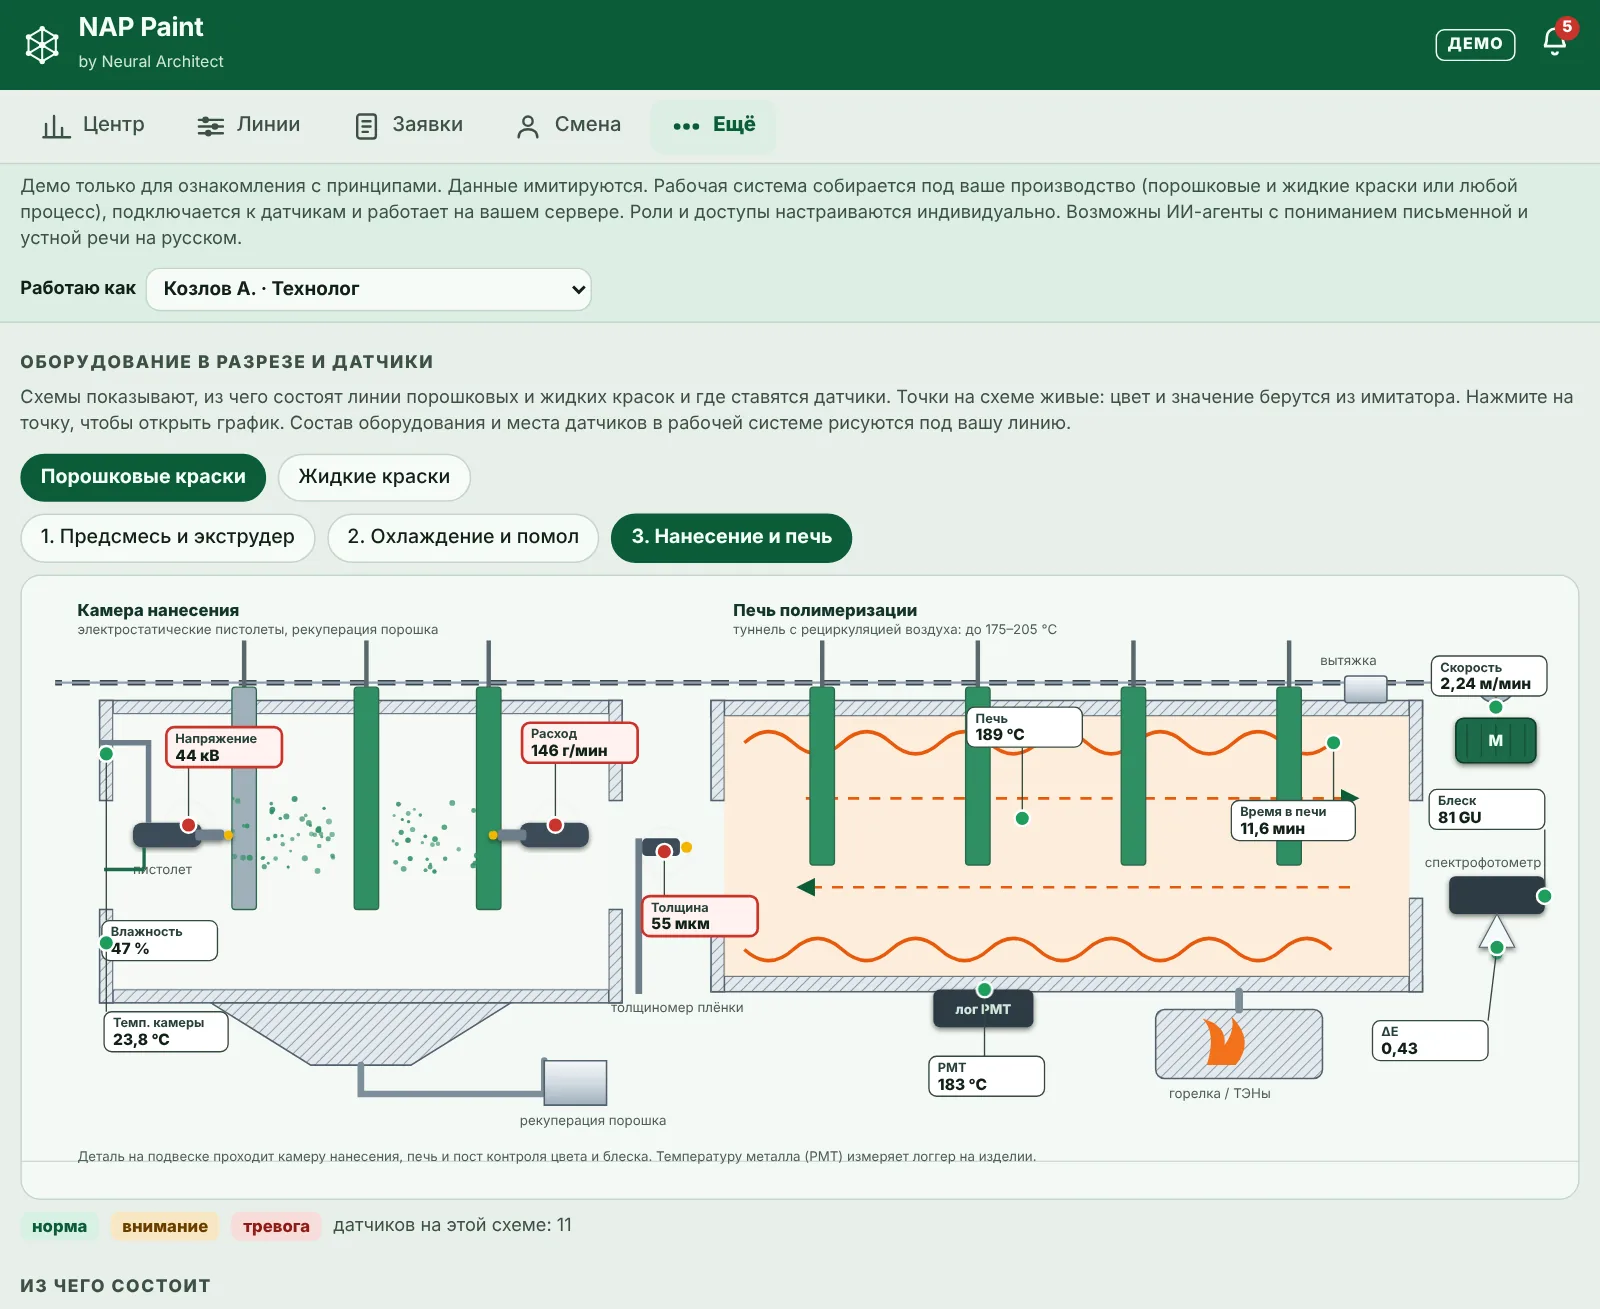 NAP Paint
by Neural Architect
ДЕМО
5
Центр
Линии
Заявки
Смена
Ещё
Демо только для ознакомления с принципами. Данные имитируются. Рабочая система собирается под ваше производство (порошковые и жидкие краски или любой
процесс), подключается к датчикам и работает на вашем сервере. Роли и доступы настраиваются индивидуально. Возможны ИИ-агенты с пониманием письменной и
устной речи на русском.
Работаю как
Козлов А. · Технолог
ОБОРУДОВАНИЕ В РАЗРЕЗЕ И ДАТЧИКИ
Схемы показывают, из чего состоят линии порошковых и жидких красок и где ставятся датчики. Точки на схеме живые: цвет и значение берутся из имитатора. Нажмите на
точку, чтобы открыть график. Состав оборудования и места датчиков в рабочей системе рисуются под вашу линию.
Порошковые краски
Жидкие краски
1. Предсмесь и экструдер
2. Охлаждение и помол
3. Нанесение и печь
Камера нанесения
электростатические пистолеты, рекуперация порошка
Печь полимеризации
туннель с рециркуляцией воздуха: до 175–205 °C
вытяжка
Скорость
2,24 м/мин
Напряжение
44 кВ
Расход
146 г/мин
Печь
189 °C
M
Блеск
81 GU
Время в печи
11,6 мин
пистолет
спектрофотометр
Толщина
55 мкм
Влажность
47 %
толщиномер плёнки
лог PMT
Темп. камеры
23,8 °C
ΔE
0,43
PMT
183 °C
горелка / ТЭНы
рекуперация порошка
Деталь на подвеске проходит камеру нанесения, печь и пост контроля цвета и блеска. Температуру металла (PMT) измеряет логгер на изделии.
норма
внимание
тревога
датчиков на этой схеме: 11
ИЗ ЧЕГО СОСТОИТ